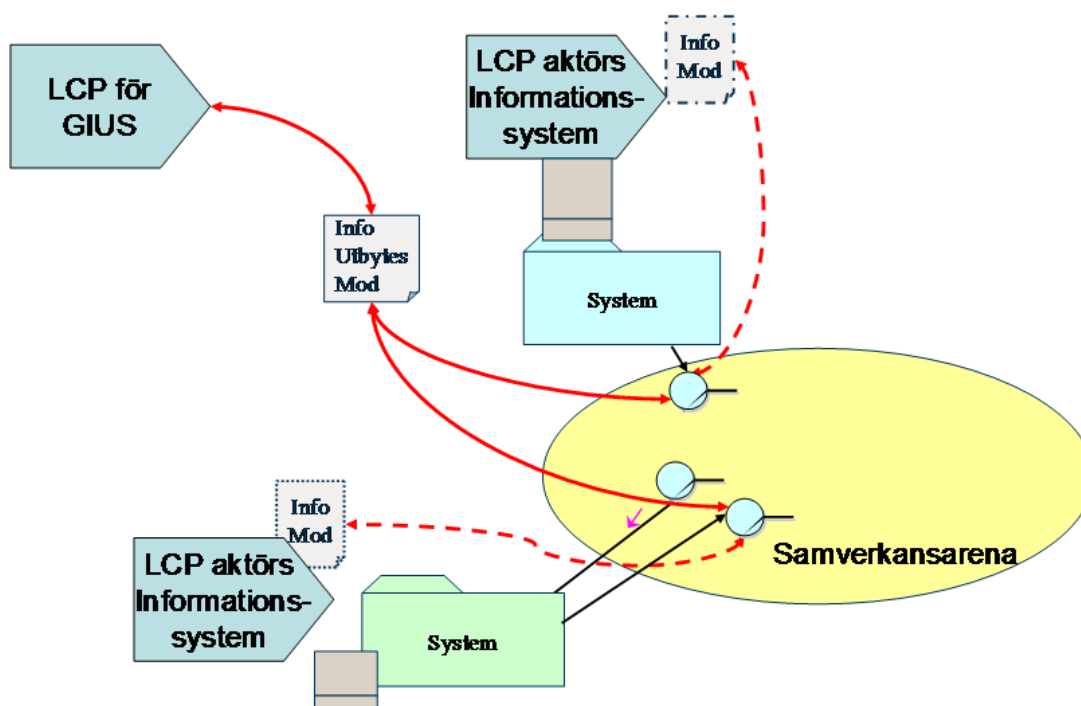 LCP för
GIUS
LCP aktörs
Informations-
system
Info
Mod
Info
Utbytes
Mod
System
Samverkansarena
Info
Mod
LCP aktörs
Informations-
system
System